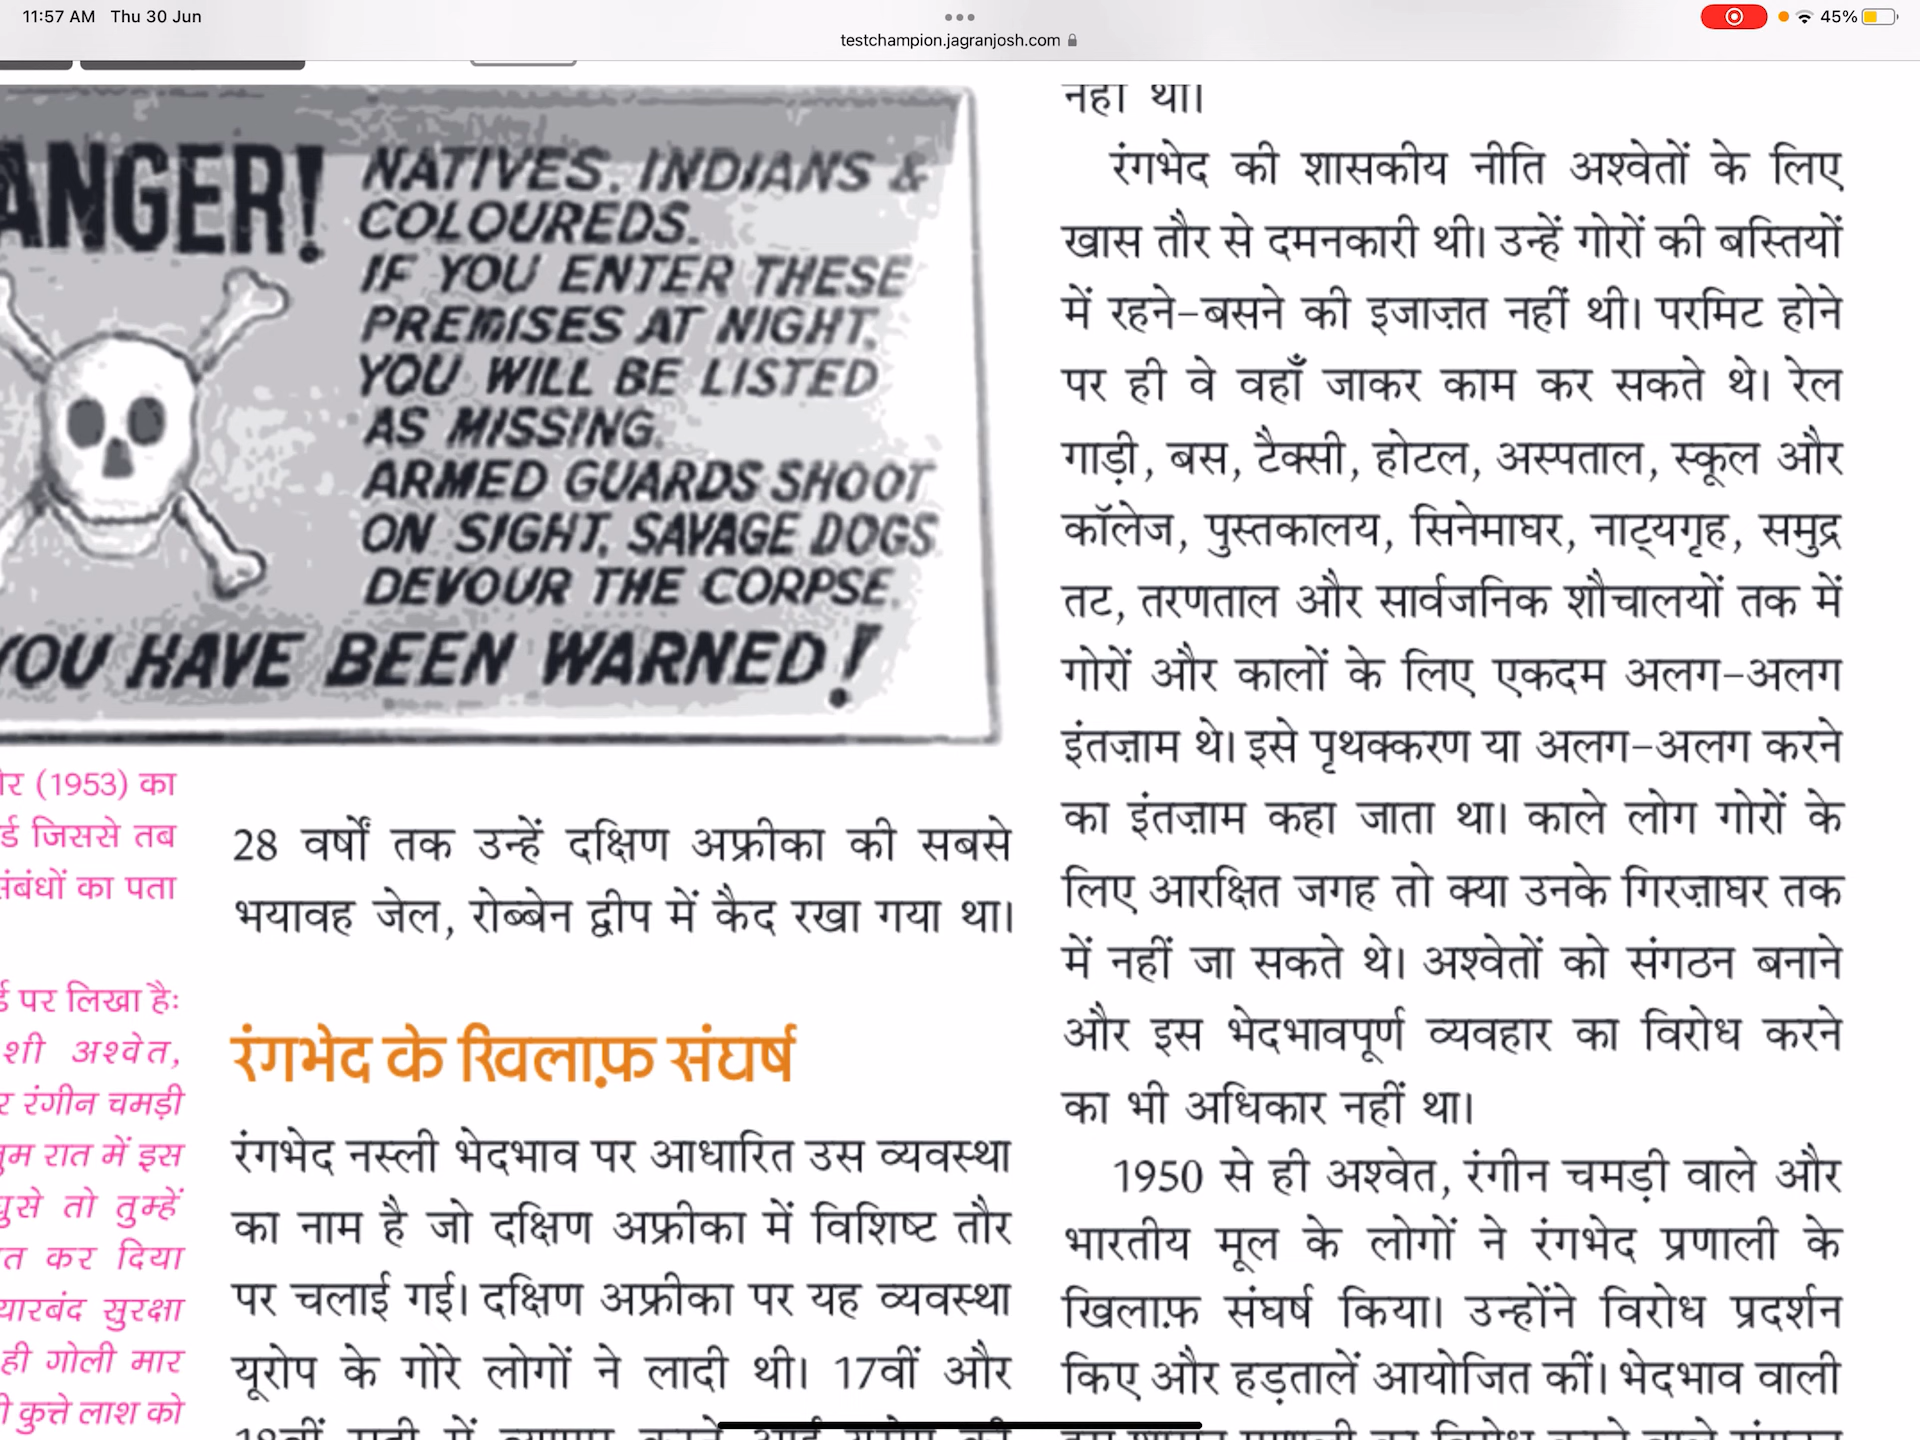 11:57 AM Thu 30 Jun
45%
testchampion.jagranjosh.com
ANGER!
NATIVES, INDIANS &
COLOUREDS.
IF YOU ENTER THESE
PREMISES AT NIGHT,
YOU WILL BE LISTED
AS MISSING.
ARMED GUARDS SHOOT
ON SIGHT, SAVAGE DOGS
DEVOUR THE CORPSE.
YOU HAVE BEEN WARNED!
(1953) का
जिससे तब
संबंधों का पता
पर लिखा हैः
अश्वेत,
रंगीन चमड़ी
रात में इस
घुसे तो तुम्हें
कर दिया
सुरक्षा
ही गोली मार
कुत्ते लाश को
28 वर्षों तक उन्हें दक्षिण अफ्रीका की सबसे
भयावह जेल, रोब्बेन द्वीप में कैद रखा गया था।
रंगभेद के खिलाफ़ संघर्ष
रंगभेद नस्ली भेदभाव पर आधारित उस व्यवस्था
का नाम है जो दक्षिण अफ्रीका में विशिष्ट तौर
पर चलाई गई। दक्षिण अफ्रीका पर यह व्यवस्था
यूरोप के गोरे लोगों ने लादी थी। 17वीं और
नहीं था।
रंगभेद की शासकीय नीति अश्वेतों के लिए
खास तौर से दमनकारी थी। उन्हें गोरों की बस्तियों
में रहने-बसने की इजाज़त नहीं थी। परमिट होने
पर ही वे वहाँ जाकर काम कर सकते थे। रेल
गाड़ी, बस, टैक्सी, होटल, अस्पताल, स्कूल और
कॉलेज, पुस्तकालय, सिनेमाघर, नाट्यगृह, समुद्र
तट, तरणताल और सार्वजनिक शौचालयों तक में
गोरों और कालों के लिए एकदम अलग-अलग
इंतज़ाम थे। इसे पृथक्करण या अलग-अलग करने
का इंतज़ाम कहा जाता था। काले लोग गोरों के
लिए आरक्षित जगह तो क्या उनके गिरज़ाघर तक
में नहीं जा सकते थे। अश्वेतों को संगठन बनाने
और इस भेदभावपूर्ण व्यवहार का विरोध करने
का भी अधिकार नहीं था।
1950 से ही अश्वेत, रंगीन चमड़ी वाले और
भारतीय मूल के लोगों ने रंगभेद प्रणाली के
खिलाफ़ संघर्ष किया। उन्होंने विरोध प्रदर्शन
किए और हड़तालें आयोजित कीं। भेदभाव वाली